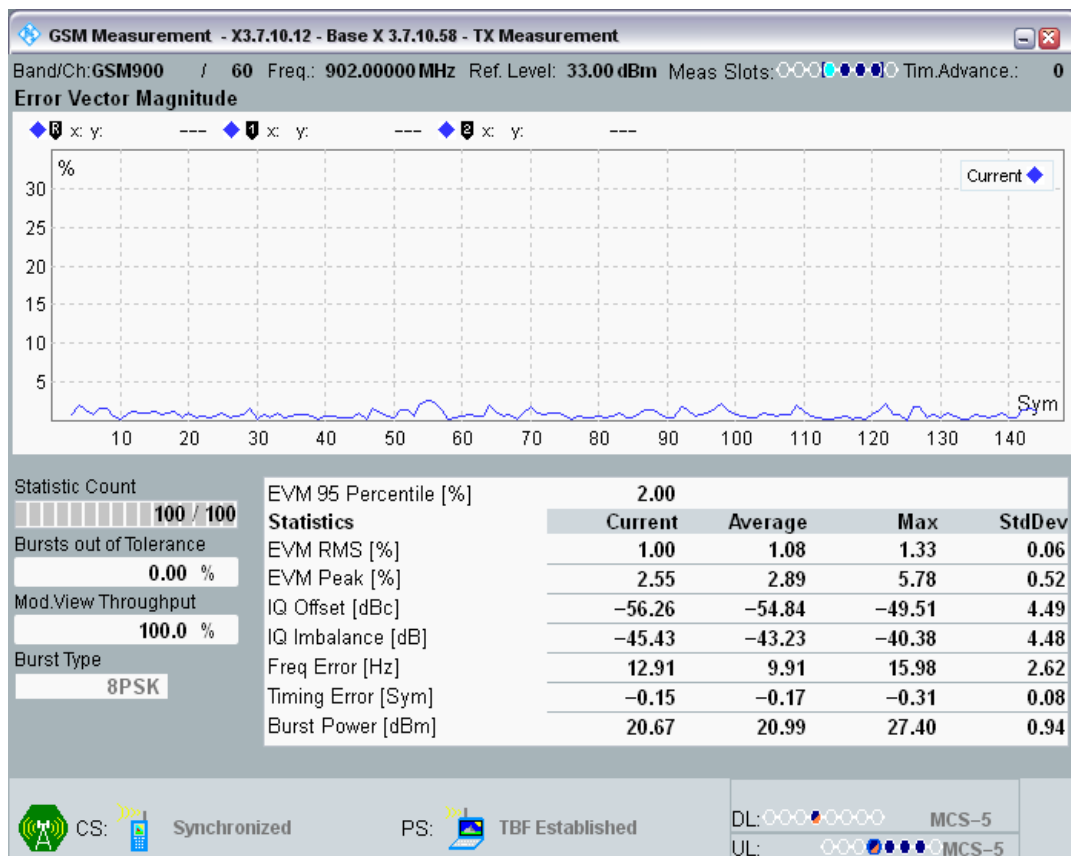 GSM Measurement - X3.7.10.12 - Base X 3.7.10.58 - TX Measurement
Band/Ch:GSM900 / 60 Freq.: 902.00000 MHz Ref. Level: 33.00 dBm Meas Slots: Tim.Advance.: 0
Error Vector Magnitude
R x: y: --- 1 x: y: --- 2 x: y: ---
%
Current
30
25
20
15
10
5
Sym
10 20 30 40 50 60 70 80 90 100 110 120 130 140
Statistic Count
100 / 100
Bursts out of Tolerance
0.00 %
Mod.View Throughput
100.0 %
Burst Type
8PSK
EVM 95 Percentile [%] 2.00
Statistics Current Average Max StdDev
EVM RMS [%] 1.00 1.08 1.33 0.06
EVM Peak [%] 2.55 2.89 5.78 0.52
IQ Offset [dBc] −56.26 −54.84 −49.51 4.49
IQ Imbalance [dB] −45.43 −43.23 −40.38 4.48
Freq Error [Hz] 12.91 9.91 15.98 2.62
Timing Error [Sym] −0.15 −0.17 −0.31 0.08
Burst Power [dBm] 20.67 20.99 27.40 0.94
CS: Synchronized PS: TBF Established
DL: MCS−5
UL: MCS−5